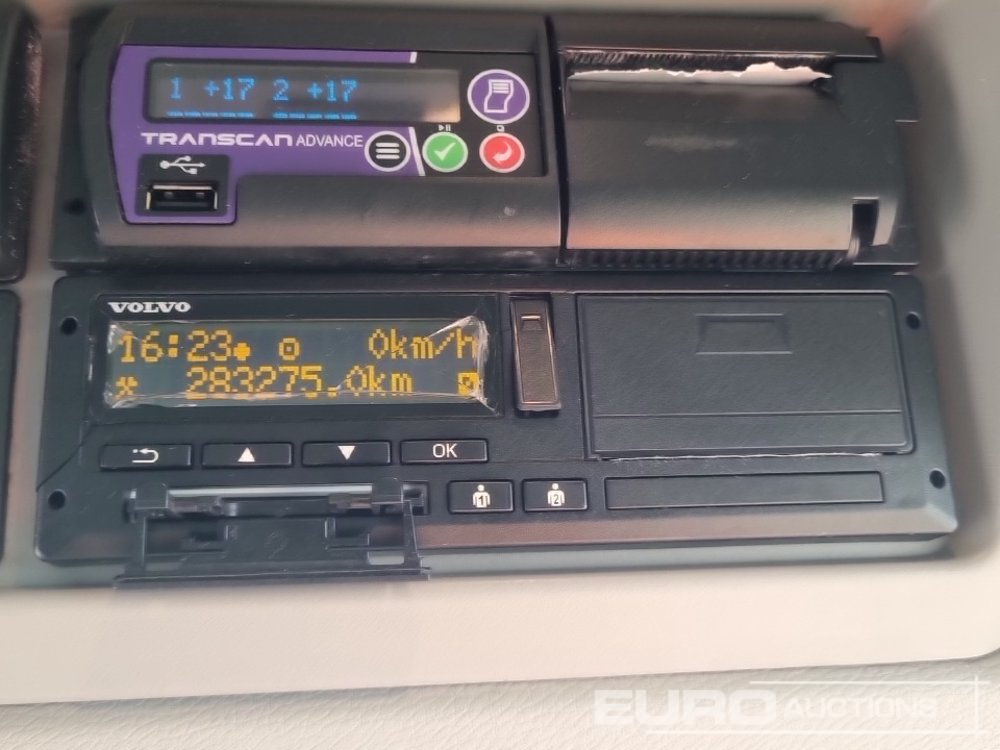 1 +17 2 +17
TRANSCAN ADVANCE
VOLVO
16:23 0km/h
283275.0km
OK
1 2
EURO AUCTIONS